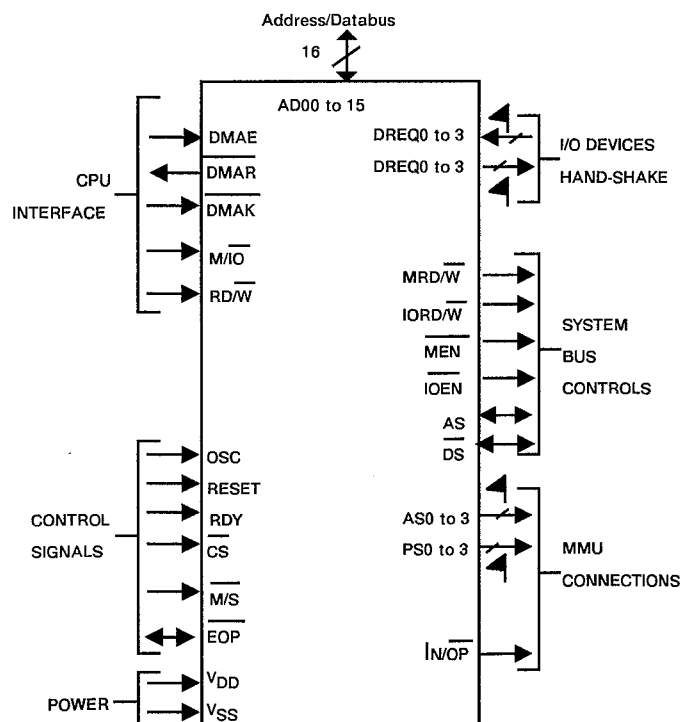 Address/Databus
16
AD00 to 15
CPU
INTERFACE
DMAE
DMAR
DMAK
M/IO
RD/W
DREQ0 to 3
DREQ0 to 3
I/O DEVICES
HAND-SHAKE
MRD/W
IORD/W
MEN
IOEN
AS
DS
SYSTEM
BUS
CONTROLS
CONTROL
SIGNALS
OSC
RESET
RDY
CS
M/S
EOP
AS0 to 3
PS0 to 3
IN/OP
MMU
CONNECTIONS
POWER
VDD
VSS